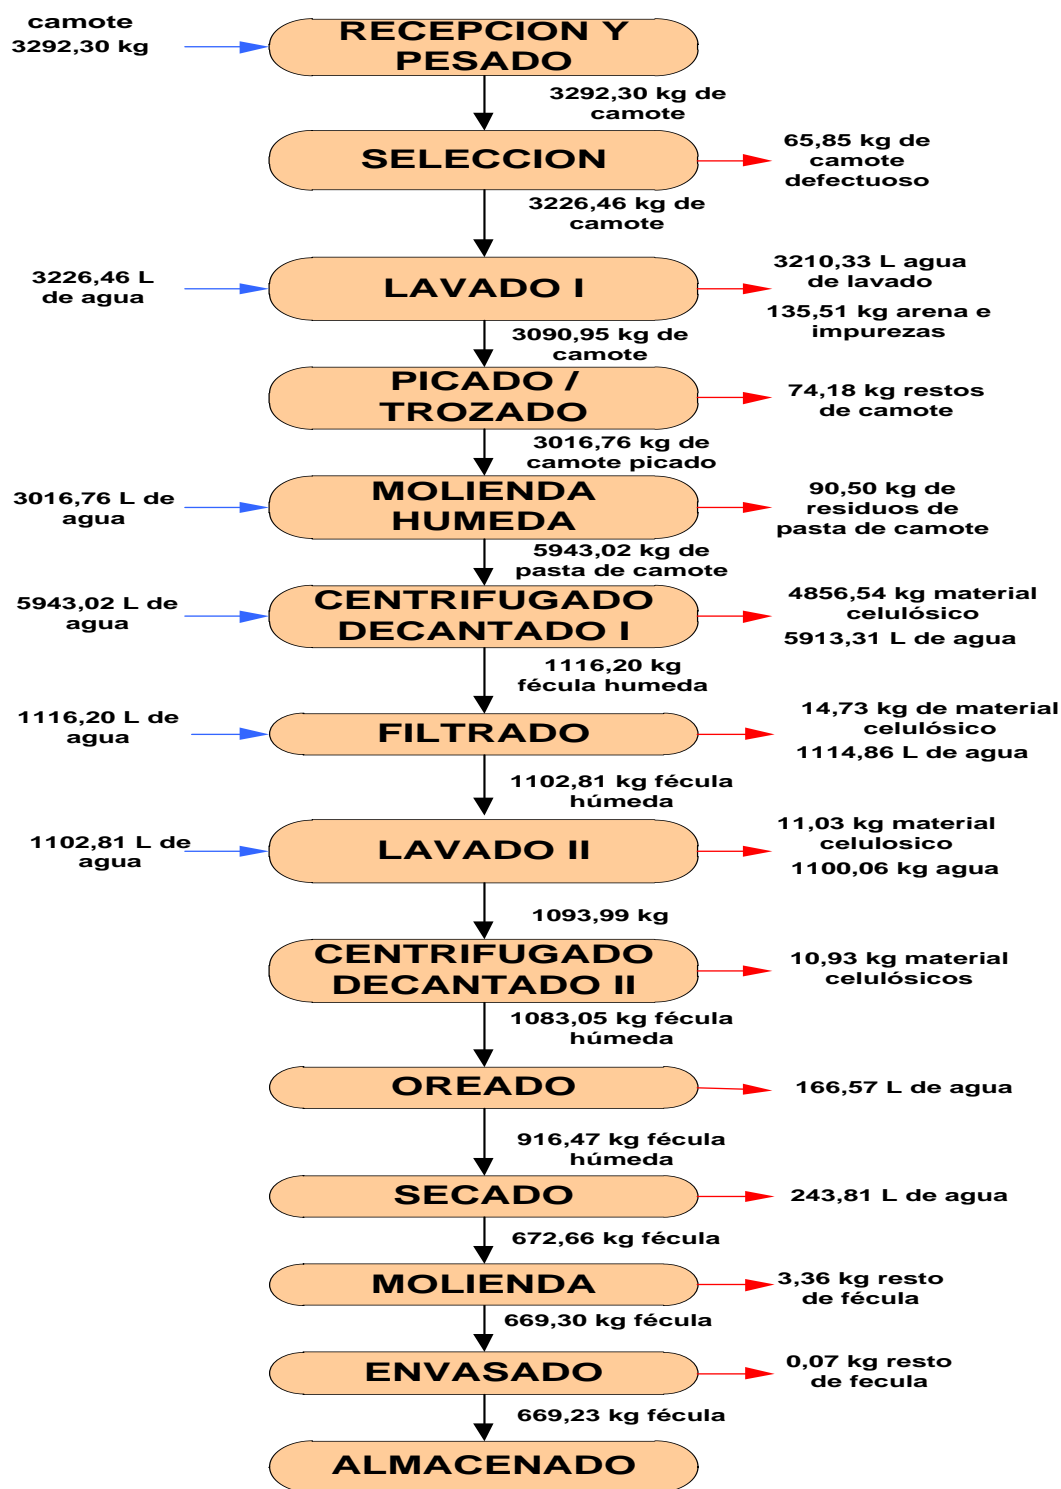 camote
3292,30 kg
RECEPCION Y
PESADO
3292,30 kg de
camote
SELECCION
65,85 kg de
camote
defectuoso
3226,46 kg de
camote
3226,46 L
de agua
LAVADO I
3210,33 L agua
de lavado
135,51 kg arena e
impurezas
3090,95 kg de
camote
PICADO /
TROZADO
74,18 kg restos
de camote
3016,76 kg de
camote picado
3016,76 L de
agua
MOLIENDA
HUMEDA
90,50 kg de
residuos de
pasta de camote
5943,02 kg de
pasta de camote
5943,02 L de
agua
CENTRIFUGADO
DECANTADO I
4856,54 kg material
celulósico
5913,31 L de agua
1116,20 kg
fécula humeda
1116,20 L de
agua
FILTRADO
14,73 kg de material
celulósico
1114,86 L de agua
1102,81 kg fécula
húmeda
1102,81 L de
agua
LAVADO II
11,03 kg material
celulosico
1100,06 kg agua
1093,99 kg
CENTRIFUGADO
DECANTADO II
10,93 kg material
celulósicos
1083,05 kg fécula
húmeda
OREADO
166,57 L de agua
916,47 kg fécula
húmeda
SECADO
243,81 L de agua
672,66 kg fécula
MOLIENDA
3,36 kg resto
de fécula
669,30 kg fécula
ENVASADO
0,07 kg resto
de fecula
669,23 kg fécula
ALMACENADO